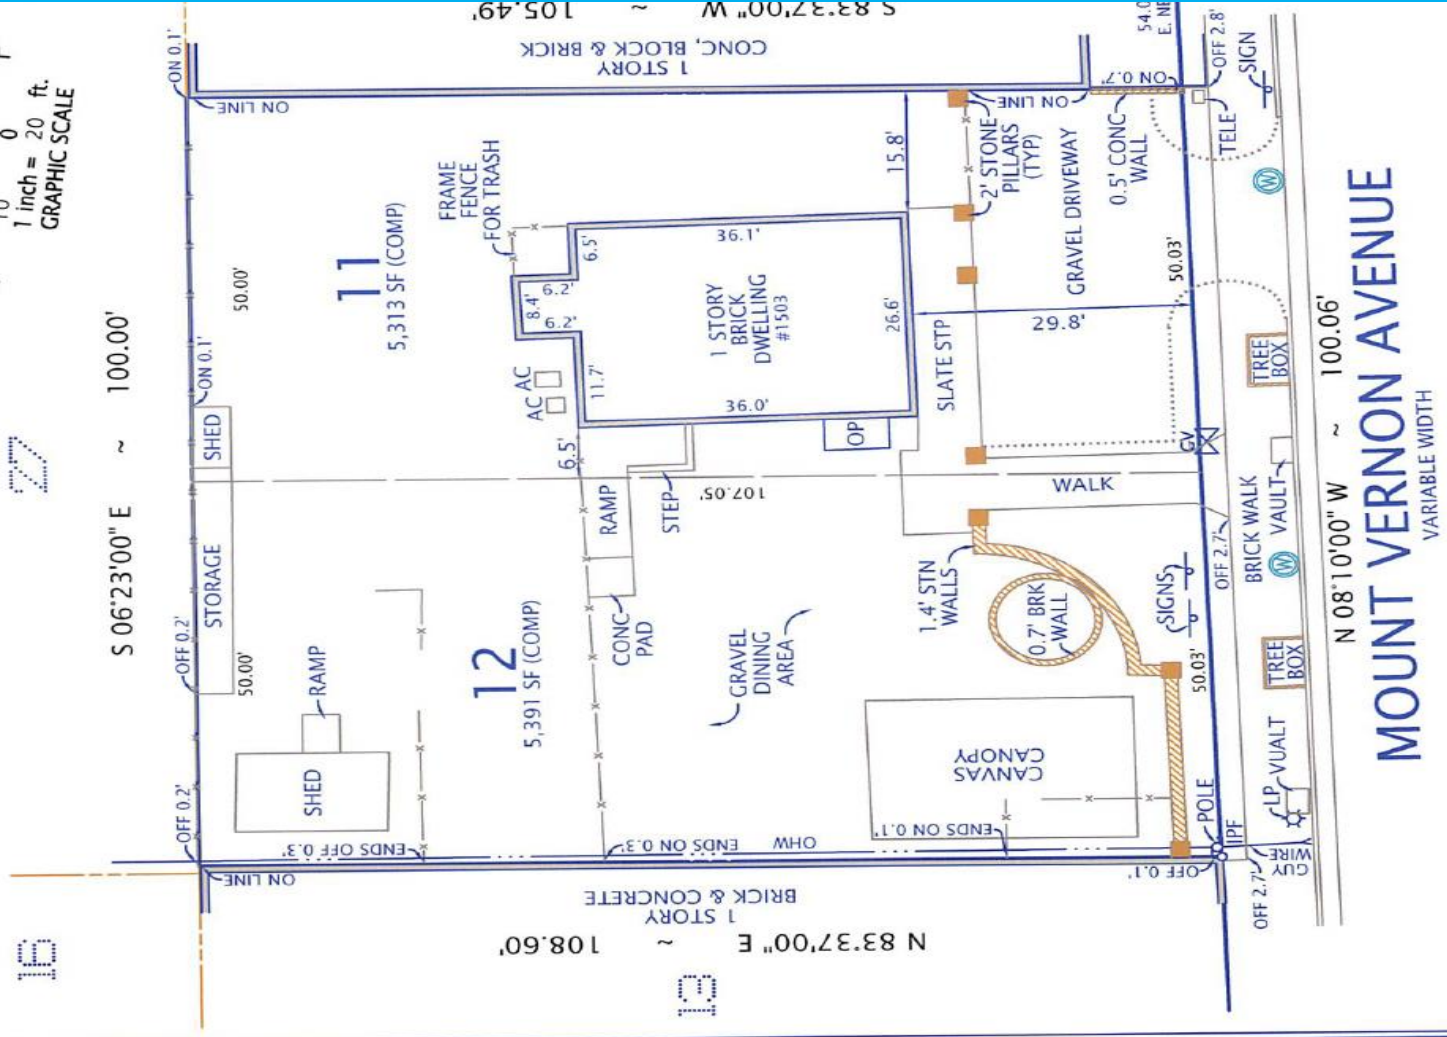 S 83°37'00" W ~ 105.49'
1 STORY
CONC, BLOCK & BRICK
10 0
1 inch = 20 ft.
GRAPHIC SCALE
ON 0.1'
ON LINE
ON LINE
ON 0.7'
OFF 2.8'
SIGN
TELE
0.5' CONC
WALL
2' STONE
PILLARS
(TYP)
15.8'
FRAME
FENCE
FOR TRASH
GRAVEL DRIVEWAY
50.03'
50.00'
11
5,313 SF (COMP)
6.5'
36.1'
6.2'
8.4'
6.2'
11.7'
36.0'
26.6'
1 STORY
BRICK
DWELLING
#1503
29.8'
SLATE STP
W
TREE
BOX
S 06°23'00" E ~ 100.00'
27
ON 0.1'
SHED
AC AC
OP
6.5'
GV
RAMP
STEP
107.05'
WALK
BRICK WALK
VAULT
OFF 2.7'
W
STORAGE
OFF 0.2'
50.00'
12
5,391 SF (COMP)
CONC
PAD
GRAVEL
DINING
AREA
1.4' STN
WALLS
0.7' BRK
WALL
SIGNS
50.03'
TREE
BOX
N 08°10'00" W ~ 100.06'
MOUNT VERNON AVENUE
VARIABLE WIDTH
RAMP
SHED
OFF 0.2'
CANVAS
CANOPY
ENDS OFF 0.3'
ENDS ON 0.3'
OHW
ENDS ON 0.1'
POLE
IPF
LP
VUALT
GUY
WIRE
OFF 2.7'
OFF 0.1'
ON LINE
1 STORY
BRICK & CONCRETE
N 83°37'00" E ~ 108.60'
16
13